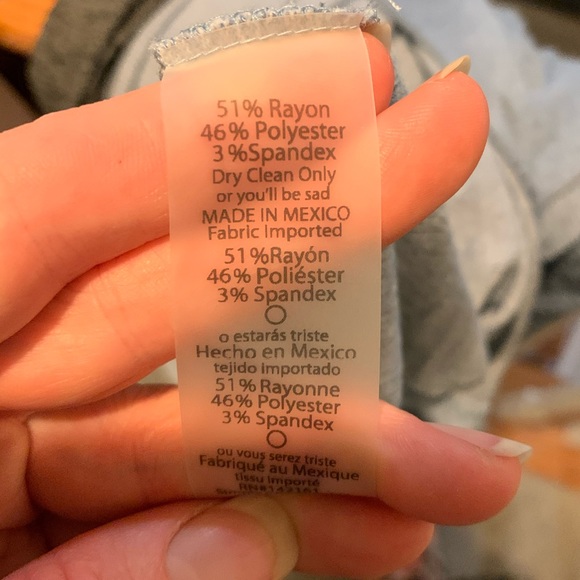 51% Rayon
46% Polyester
3%Spandex
Dry Clean Only
or you'll be sad
MADE IN MEXICO
Fabric Imported
51%Rayón
46% Poliéster
3% Spandex
o estarás triste
Hecho en Mexico
tejido importado
51% Rayonne
46% Polyester
3% Spandex
ou vous serez triste
Fabriqué au Mexique
tissu importé